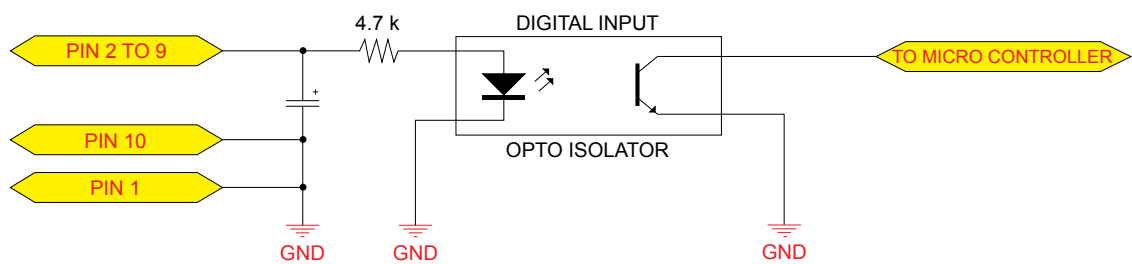 4.7 k
DIGITAL INPUT
PIN 2 TO 9
TO MICRO CONTROLLER
+
PIN 10
OPTO ISOLATOR
PIN 1
GND
GND
GND